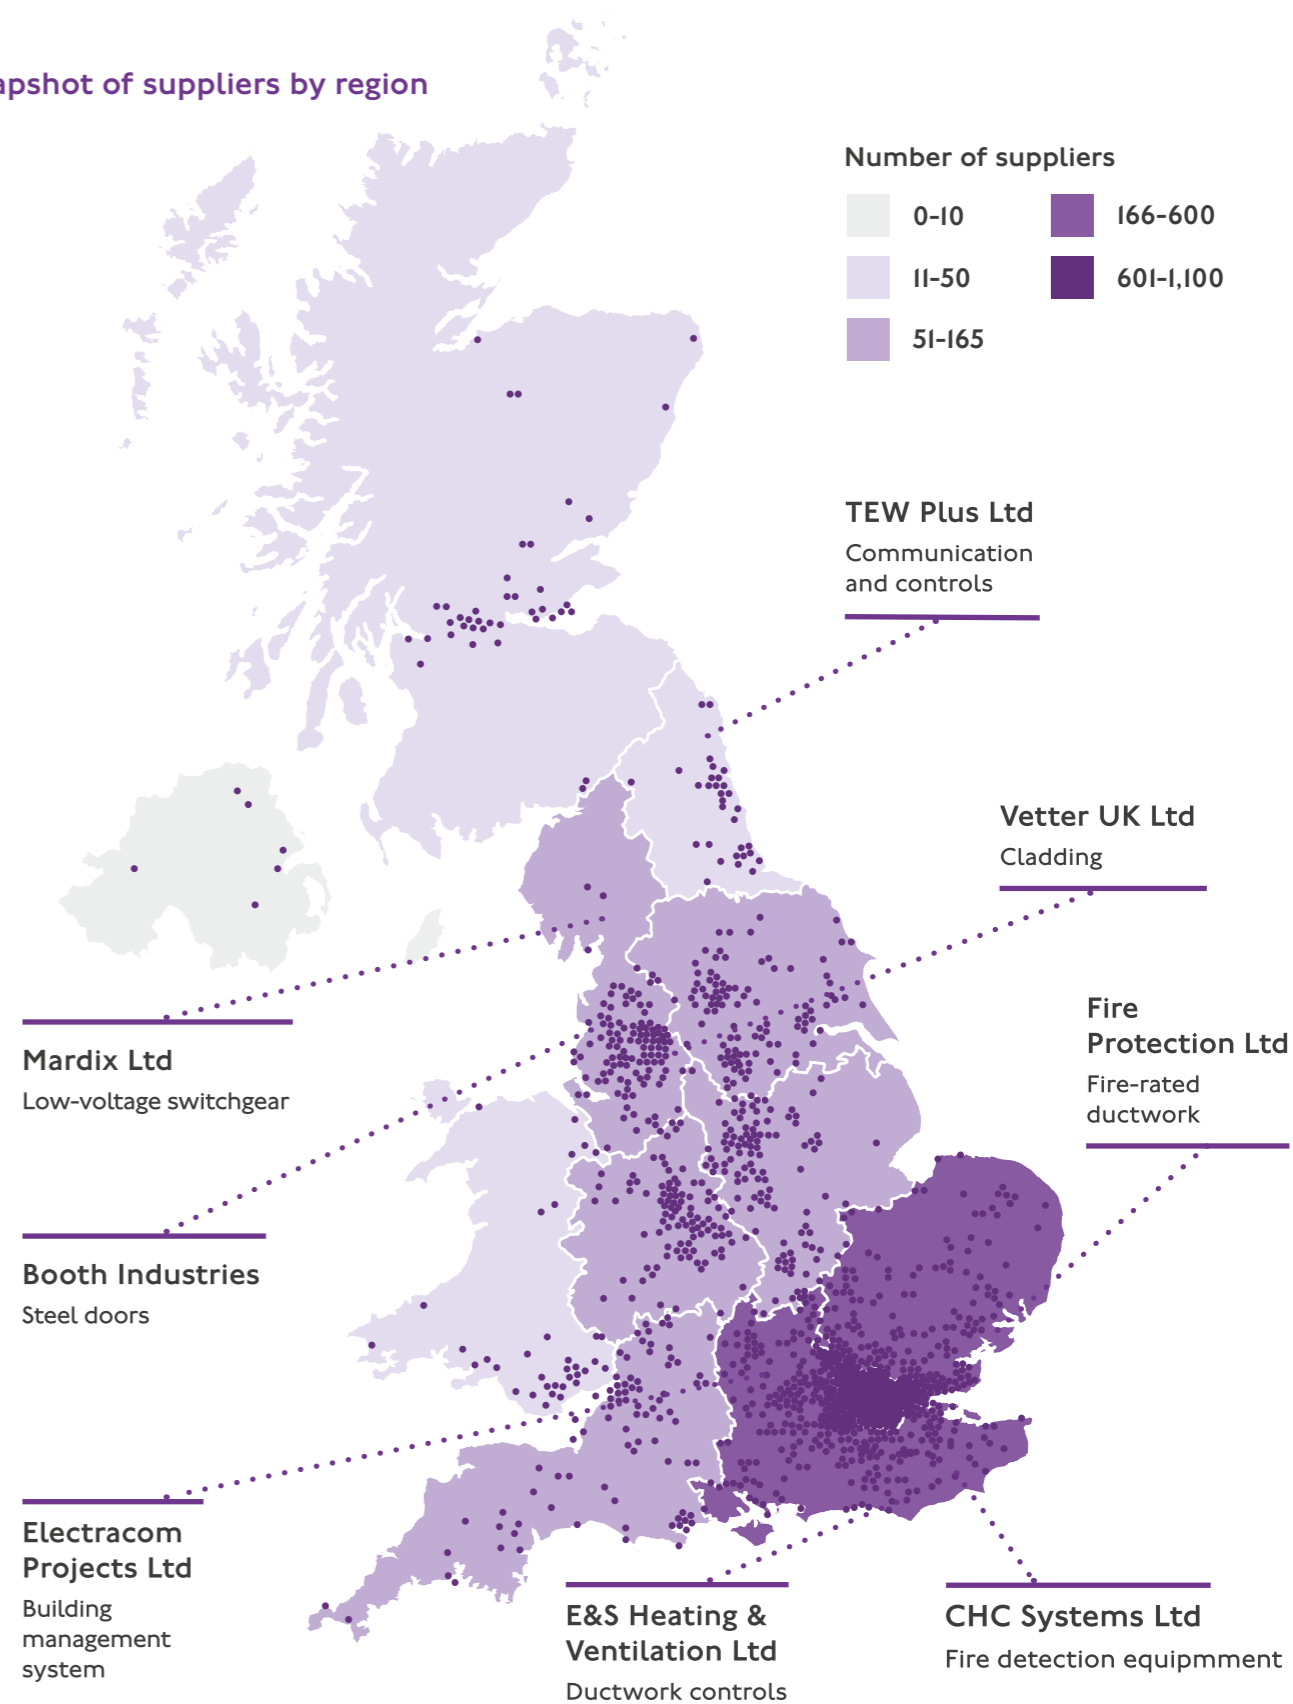 apshot of suppliers by region
Number of suppliers
0-10
166-600
11-50
601-1,100
51-165
TEW Plus Ltd
Communication
and controls
Vetter UK Ltd
Cladding
Fire
Protection Ltd
Fire-rated
ductwork
Mardix Ltd
Low-voltage switchgear
Booth Industries
Steel doors
Electracom
Projects Ltd
Building
management
system
E&S Heating &
Ventilation Ltd
Ductwork controls
CHC Systems Ltd
Fire detection equipmment